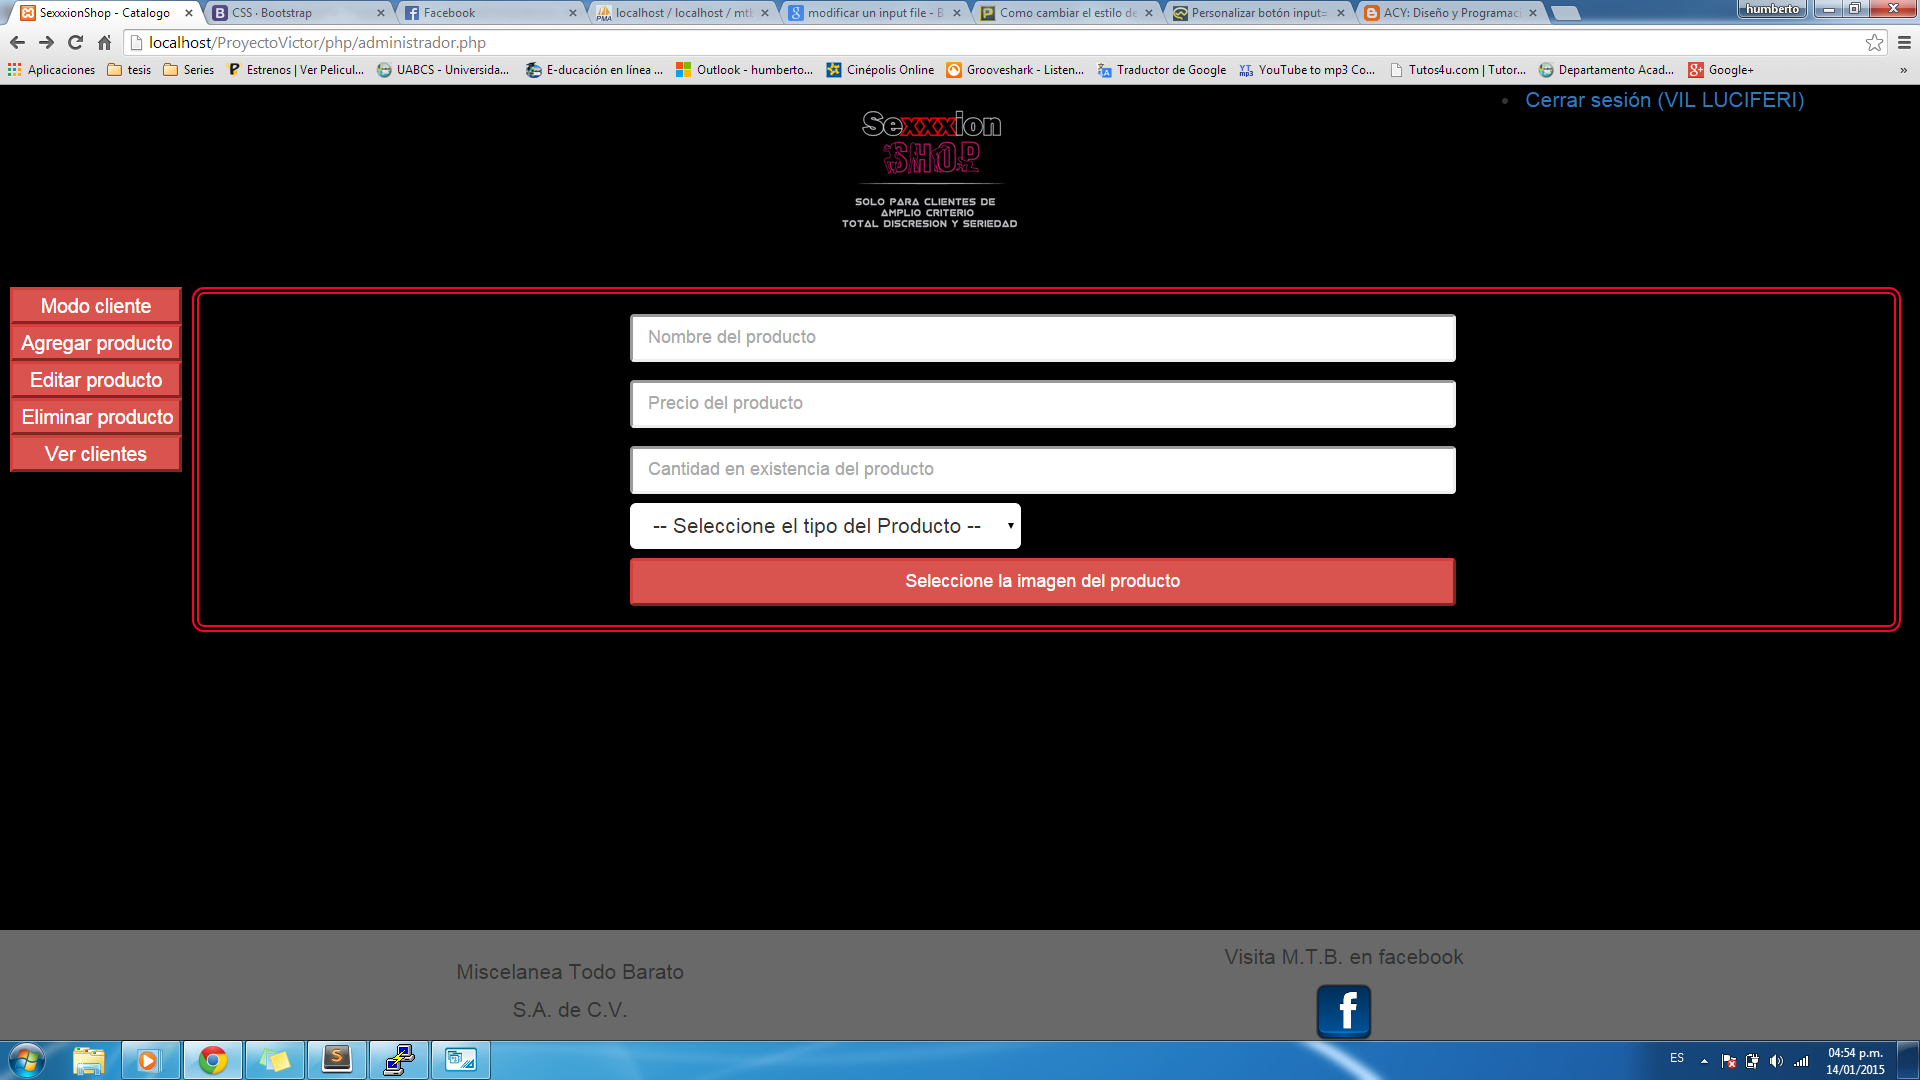 SexxxionShop - Catalogo
CSS · Bootstrap
Facebook
localhost / localhost / mtl
modificar un input file - B
Como cambiar el estilo de
Personalizar botón input=
ACY: Diseño y Programaci
humberto
localhost/ProyectoVictor/php/administrador.php
Aplicaciones
tesis
Series
Estrenos | Ver Pelicul...
UABCS - Universida...
E-ducación en línea ...
Outlook - humberto...
Cinépolis Online
Grooveshark - Listen...
Traductor de Google
YouTube to mp3 Co...
Tutos4u.com | Tutor...
Departamento Acad...
Google+
»
Cerrar sesión (VIL LUCIFERI)
Sexxxion
SHOP
SOLO PARA CLIENTES DE
AMPLIO CRITERIO
TOTAL DISCRESION Y SERIEDAD
Modo cliente
Agregar producto
Editar producto
Eliminar producto
Ver clientes
Nombre del producto
Precio del producto
Cantidad en existencia del producto
-- Seleccione el tipo del Producto --
Seleccione la imagen del producto
Miscelanea Todo Barato
S.A. de C.V.
Visita M.T.B. en facebook
ES
04:54 p.m.
14/01/2015